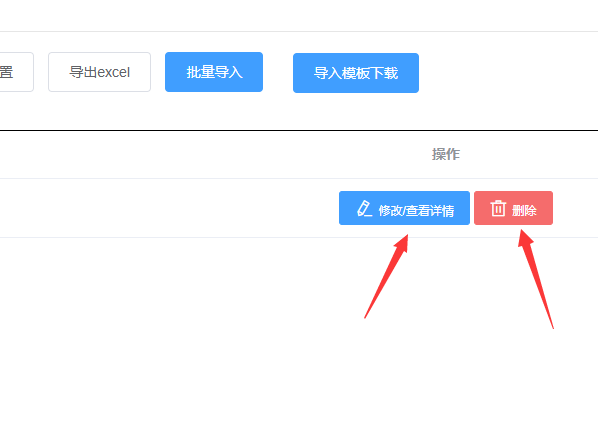 置
导出excel
批量导入
导入模板下载
操作
修改/查看详情
删除